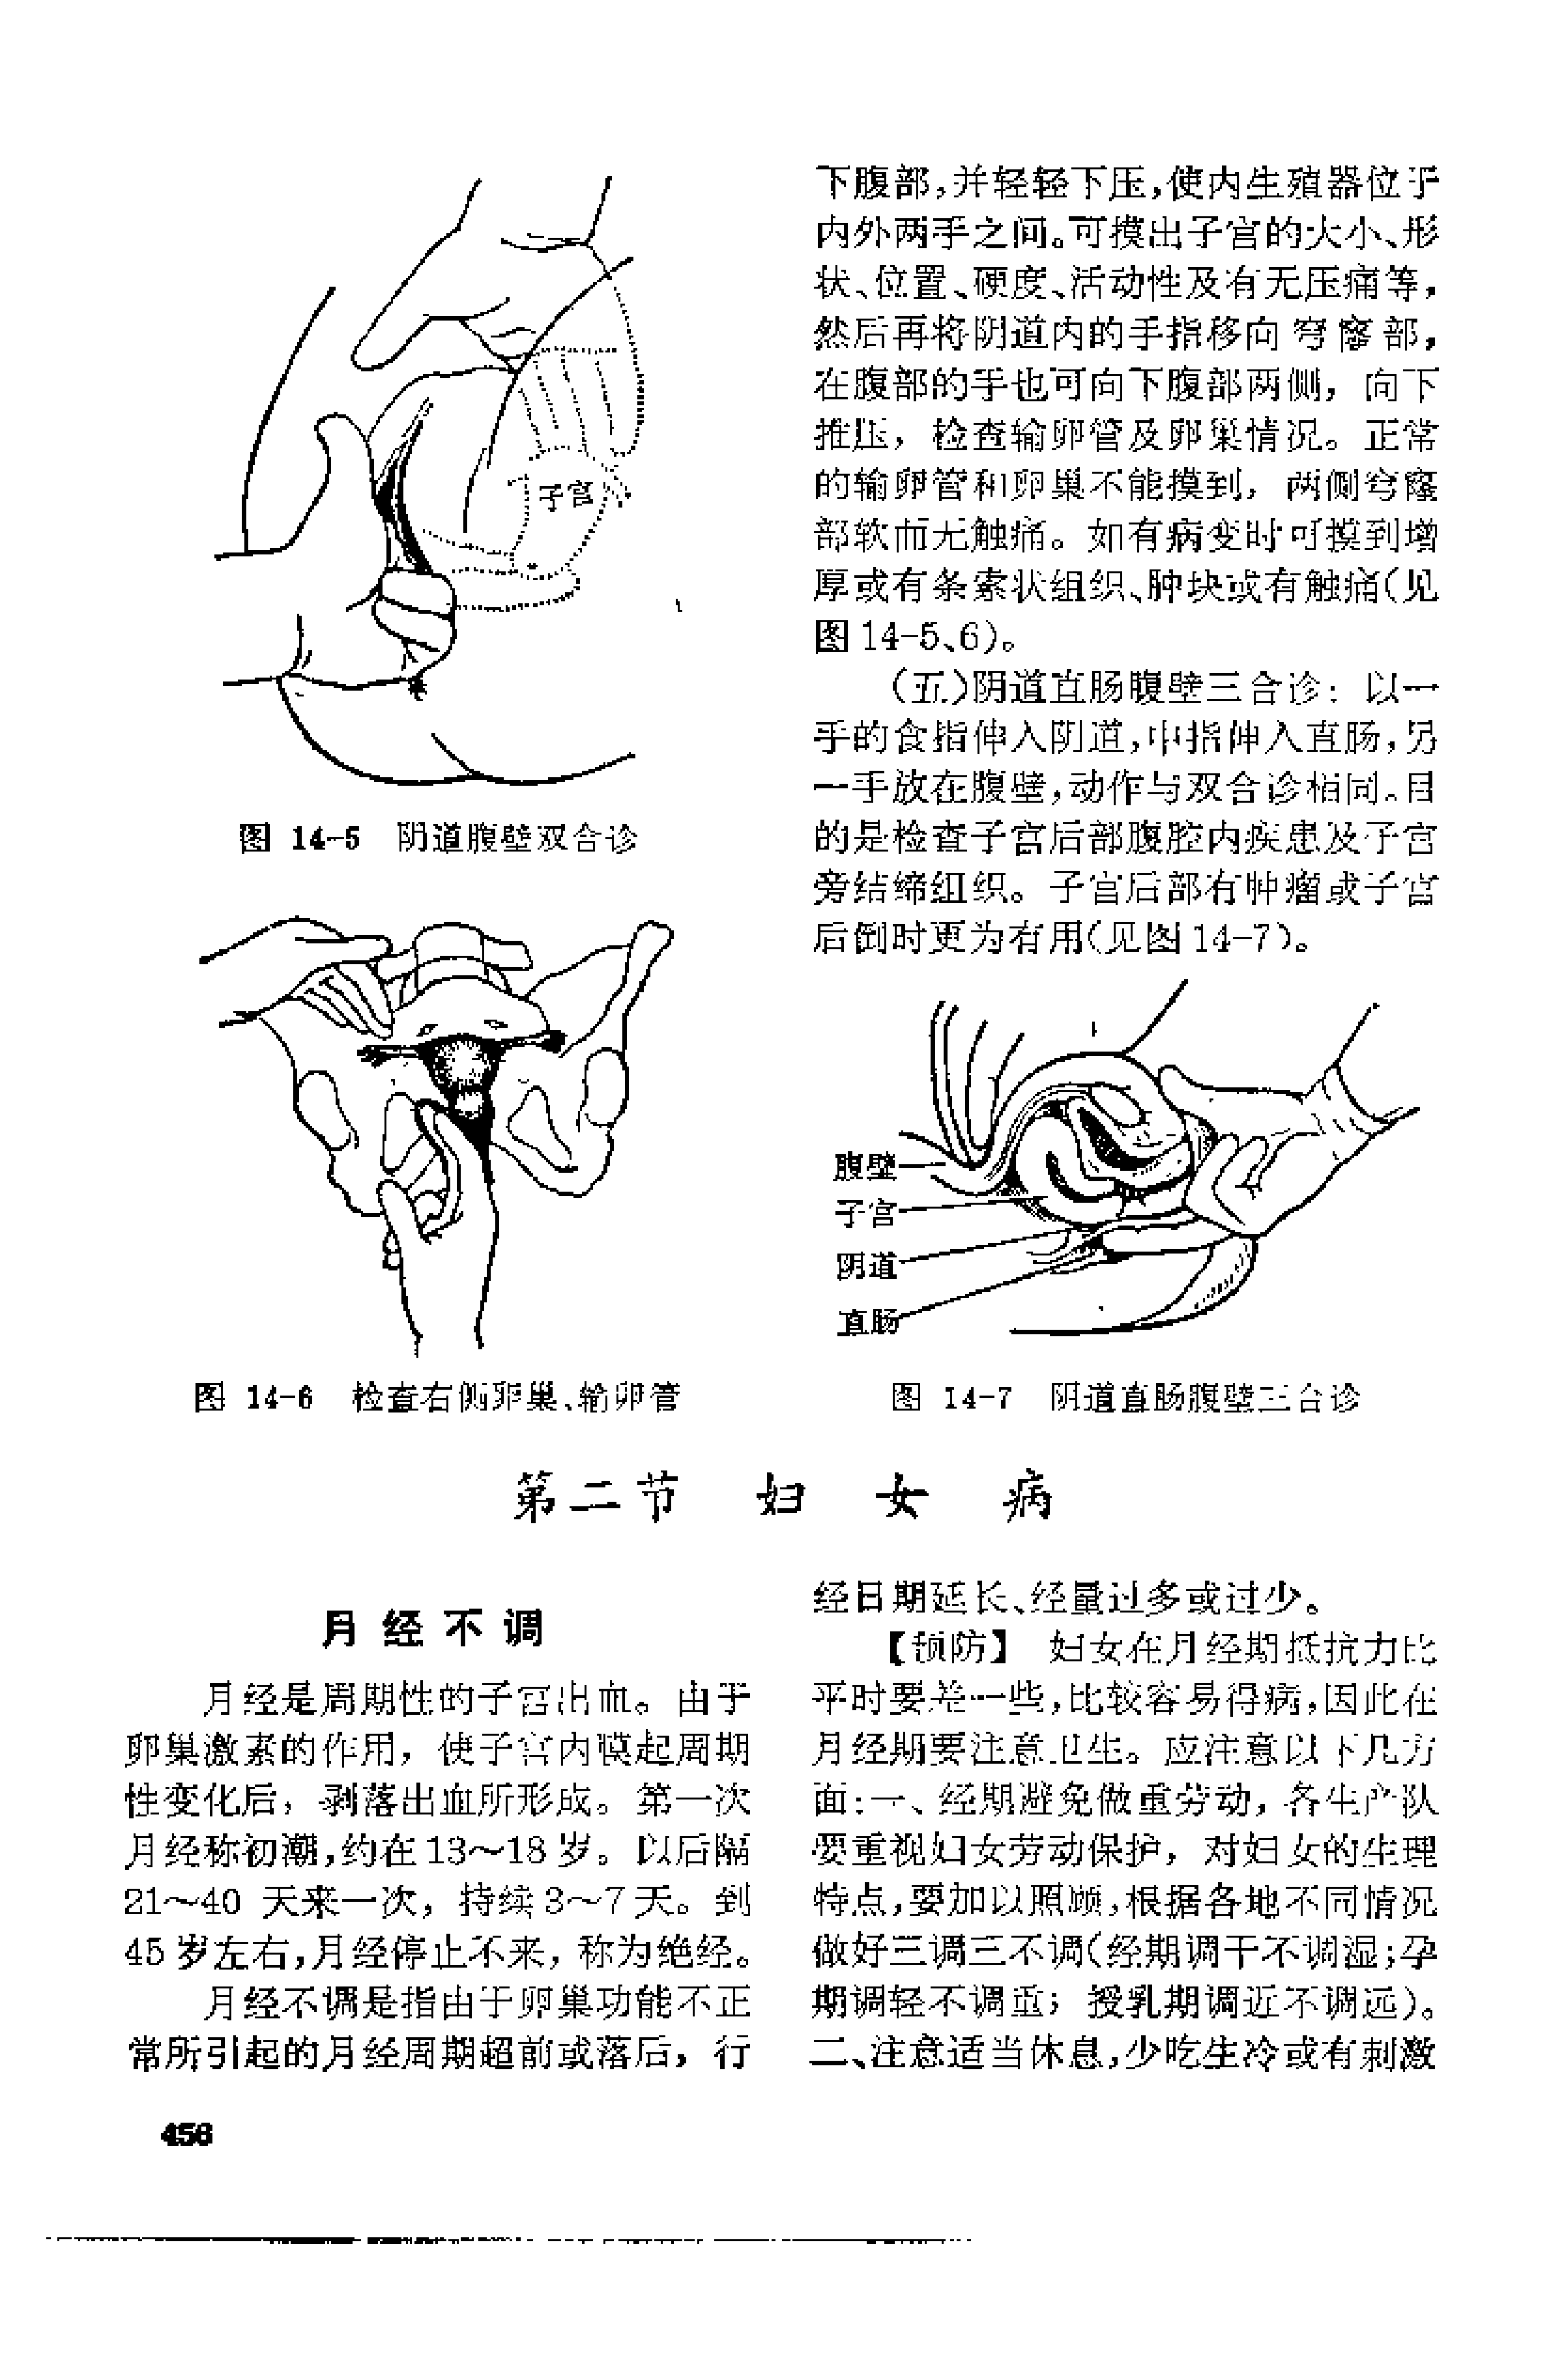 子宫
图 14-5 阴道腹壁双合诊
图 14-6 检查右侧卵巢、输卵管
下腹部,并轻轻下压,使内生殖器位于
内外两手之间。可摸出子宫的大小、形
状、位置、硬度、活动性及有无压痛等,
然后再将阴道内的手指移向穹窿部,
在腹部的手也可向下腹部两侧,向下
推压,检查输卵管及卵巢情况。正常
的输卵管和卵巢不能摸到,两侧穹窿
部软而无触痛。如有病变时可摸到增
厚或有条索状组织、肿块或有触痛(见
图 14-5、6)。
(五)阴道直肠腹壁三合诊:以一
手的食指伸入阴道,中指伸入直肠,另
一手放在腹壁,动作与双合诊相同。目
的是检查子宫后部腹腔内疾患及子宫
旁结缔组织。子宫后部有肿瘤或子宫
后倒时更为有用(见图 14-7)。
腹壁
子宫
阴道
直肠
图 14-7 阴道直肠腹壁三合诊
第二节 妇女病
月经不调
月经是周期性的子宫出血。由于
卵巢激素的作用,使子宫内膜起周期
性变化后,剥落出血所形成。第一次
月经称初潮,约在 13～18 岁。以后隔
21～40 天来一次,持续 3～7 天。到
45 岁左右,月经停止不来,称为绝经。
月经不调是指由于卵巢功能不正
常所引起的月经周期超前或落后,行
经日期延长、经量过多或过少。
【预防】 妇女在月经期抵抗力比
平时要差一些,比较容易得病,因此在
月经期要注意卫生。应注意以下几方
面:一、经期避免做重劳动,各生产队
要重视妇女劳动保护,对妇女的生理
特点,要加以照顾,根据各地不同情况
做好三调三不调(经期调干不调湿;孕
期调轻不调重;授乳期调近不调远)。
二、注意适当休息,少吃生冷或有刺激
456